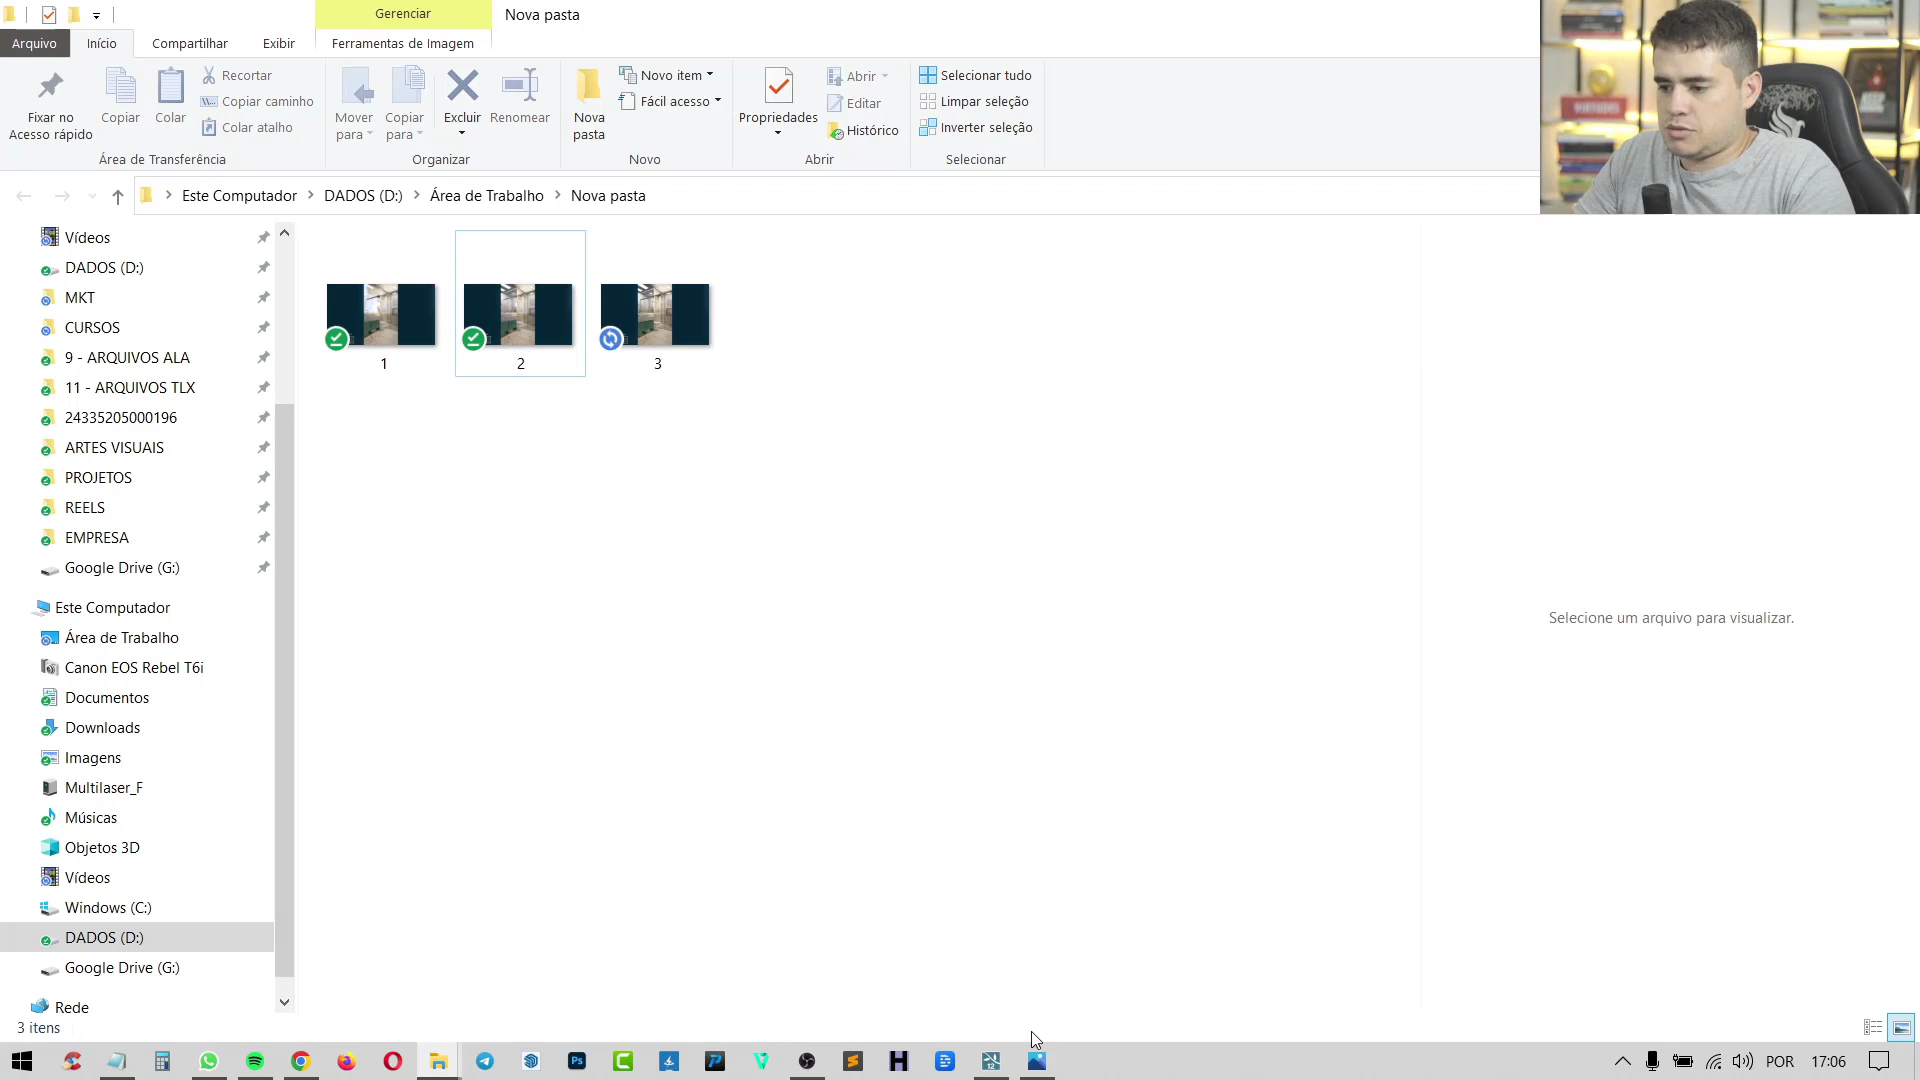 Gerenciar
Nova pasta
Arquivo
Início
Compartilhar
Exibir
Ferramentas de Imagem
Fixar no
Acesso rápido
Copiar
Colar
Recortar
Copiar caminho
Colar atalho
Área de Transferência
Mover
para
Copiar
para
Excluir
Renomear
Organizar
Nova
pasta
Novo item
Fácil acesso
Novo
Propriedades
Abrir
Editar
Histórico
Abrir
Selecionar tudo
Limpar seleção
Inverter seleção
Selecionar
Este Computador
DADOS (D:)
Área de Trabalho
Nova pasta
Vídeos
DADOS (D:)
MKT
CURSOS
9 - ARQUIVOS ALA
11 - ARQUIVOS TLX
24335205000196
ARTES VISUAIS
PROJETOS
REELS
EMPRESA
Google Drive (G:)
Este Computador
Área de Trabalho
Canon EOS Rebel T6i
Documentos
Downloads
Imagens
Multilaser_F
Músicas
Objetos 3D
Vídeos
Windows (C:)
DADOS (D:)
Google Drive (G:)
Rede
1
2
3
Selecione um arquivo para visualizar.
3 itens
Ps
12
POR
17:06